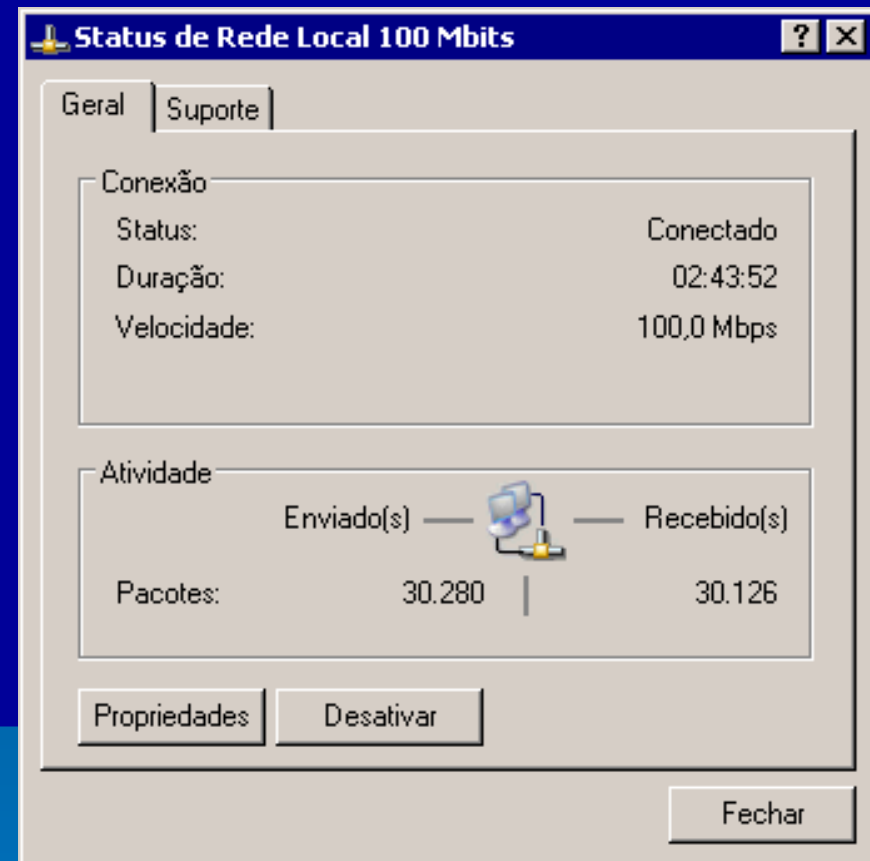 Status de Rede Local 100 Mbits
Geral Suporte
Conexão
Status: Conectado
Duração: 02:43:52
Velocidade: 100,0 Mbps
Atividade
Enviado(s) Recebido(s)
Pacotes: 30.280 30.126
Propriedades Desativar
Fechar